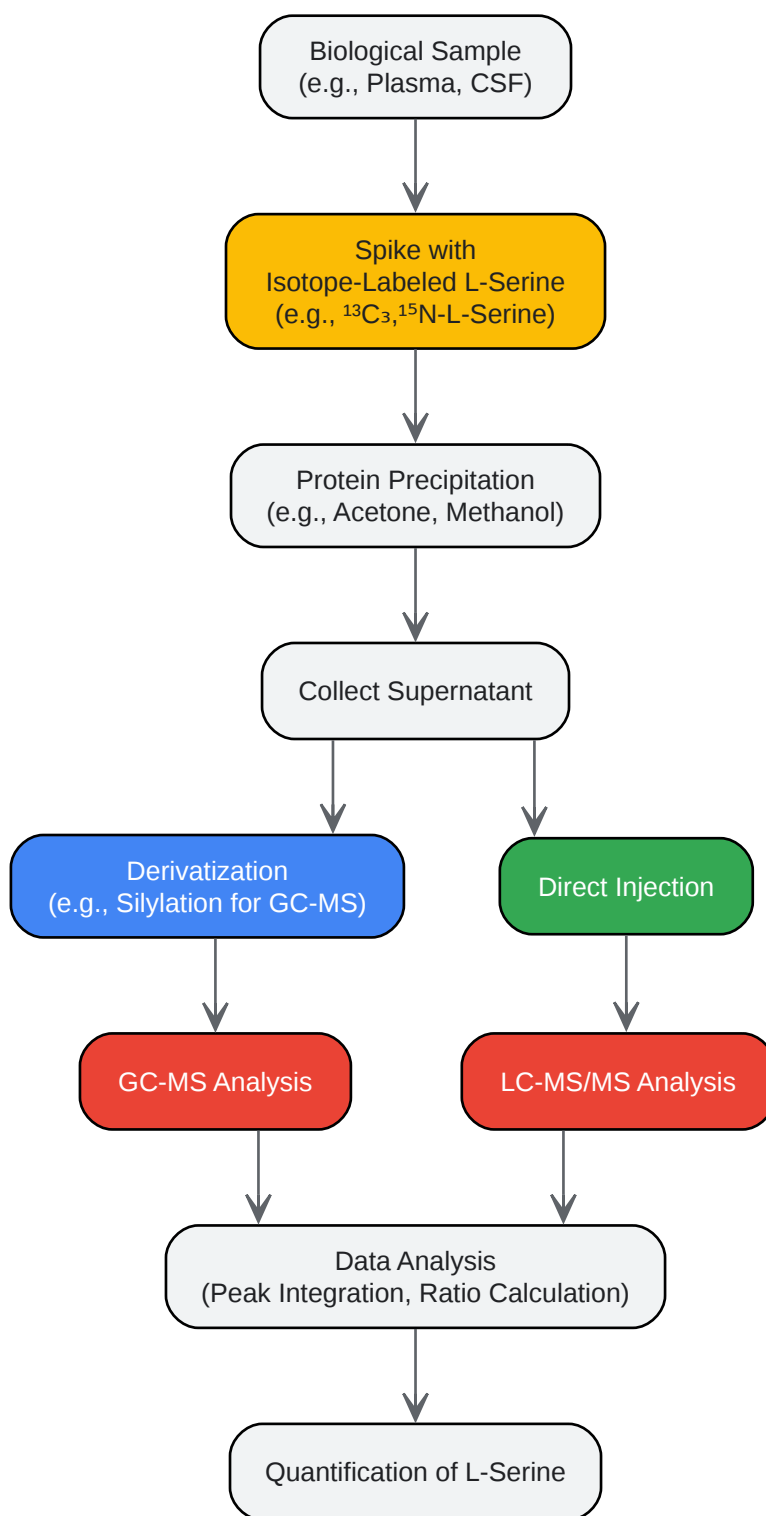 Biological Sample
(e.g., Plasma, CSF)
Spike with
Isotope-Labeled L-Serine
(e.g., ¹³C₃,¹⁵N-L-Serine)
Protein Precipitation
(e.g., Acetone, Methanol)
Collect Supernatant
Derivatization
(e.g., Silylation for GC-MS)
Direct Injection
GC-MS Analysis
LC-MS/MS Analysis
Data Analysis
(Peak Integration, Ratio Calculation)
Quantification of L-Serine